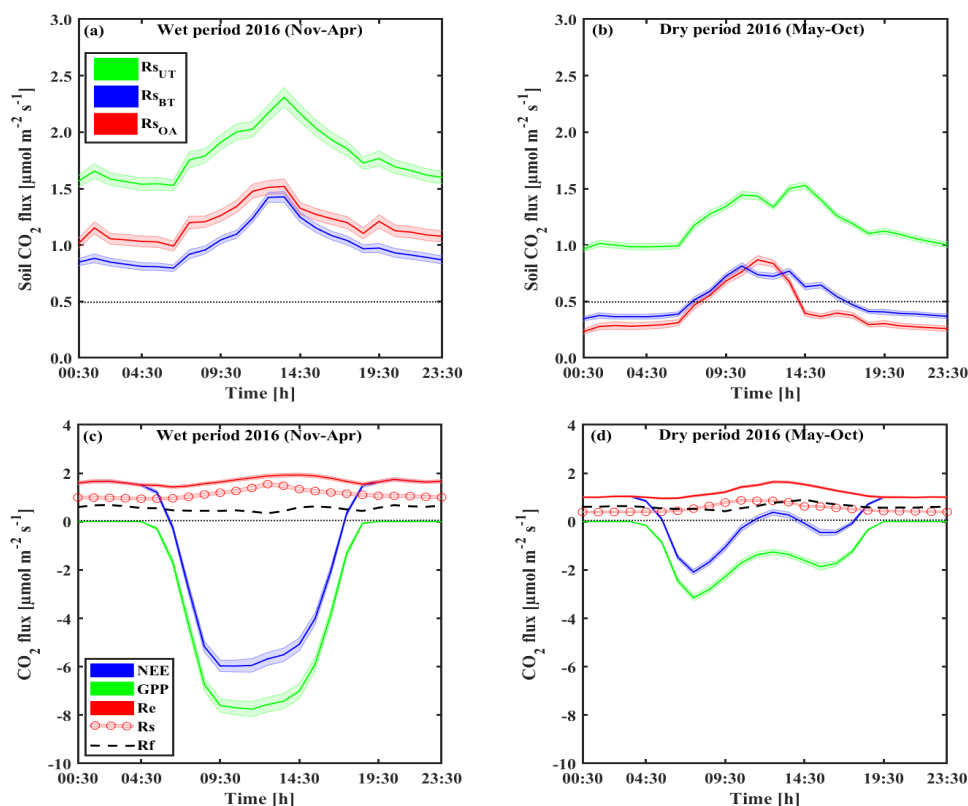 (a) Wet period 2016 (Nov-Apr)
Rs_UT
Rs_BT
Rs_OA
Soil CO_2 flux [μmol m^-2 s^-1]
3.0
2.5
2.0
1.5
1.0
0.5
0.0
00:30 04:30 09:30 14:30 19:30 23:30
Time [h]
(b) Dry period 2016 (May-Oct)
Soil CO_2 flux [μmol m^-2 s^-1]
3.0
2.5
2.0
1.5
1.0
0.5
0.0
00:30 04:30 09:30 14:30 19:30 23:30
Time [h]
(c) Wet period 2016 (Nov-Apr)
CO_2 flux [μmol m^-2 s^-1]
4
2
0
-2
-4
-6
-8
-10
NEE
GPP
Re
Rs
Rf
00:30 04:30 09:30 14:30 19:30 23:30
Time [h]
(d) Dry period 2016 (May-Oct)
CO_2 flux [μmol m^-2 s^-1]
4
2
0
-2
-4
-6
-8
-10
00:30 04:30 09:30 14:30 19:30 23:30
Time [h]